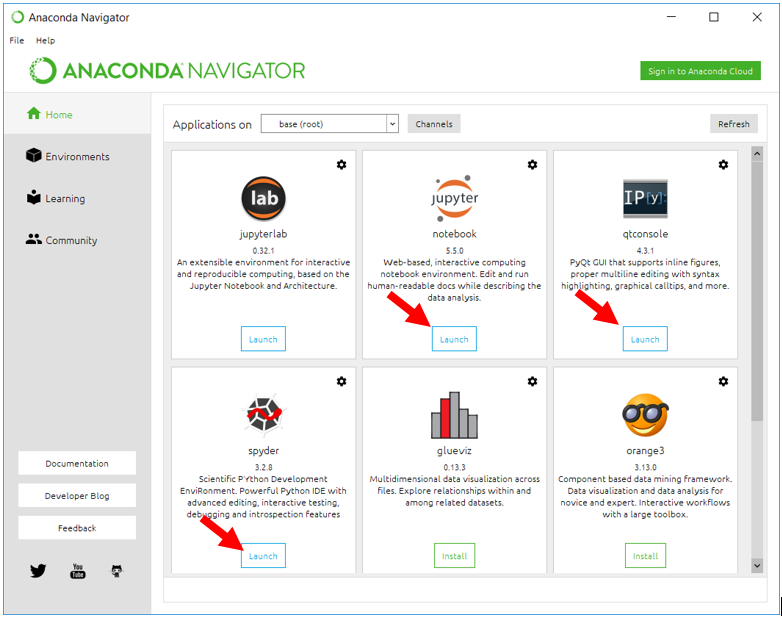 Anaconda Navigator
File Help
ANACONDA NAVIGATOR
Sign in to Anaconda Cloud
Home
Environments
Learning
Community
Documentation
Developer Blog
Feedback
You
Tube
Applications on base (root) Channels Refresh
lab
jupyterlab
0.32.1
An extensible environment for interactive
and reproducible computing, based on the
Jupyter Notebook and Architecture.
Launch
jupyter
notebook
5.5.0
Web-based, interactive computing
notebook environment. Edit and run
human-readable docs while describing the
data analysis.
Launch
IP[y]:
qtconsole
4.3.1
PyQt GUI that supports inline figures,
proper multiline editing with syntax
highlighting, graphical calltips, and more.
Launch
spyder
3.2.8
Scientific PYthon Development
EnviRonment. Powerful Python IDE with
advanced editing, interactive testing,
debugging and introspection features
Launch
glueviz
0.13.3
Multidimensional data visualization across
files. Explore relationships within and
among related datasets.
Install
orange3
3.13.0
Component based data mining framework.
Data visualization and data analysis for
novice and expert. Interactive workflows
with a large toolbox.
Install